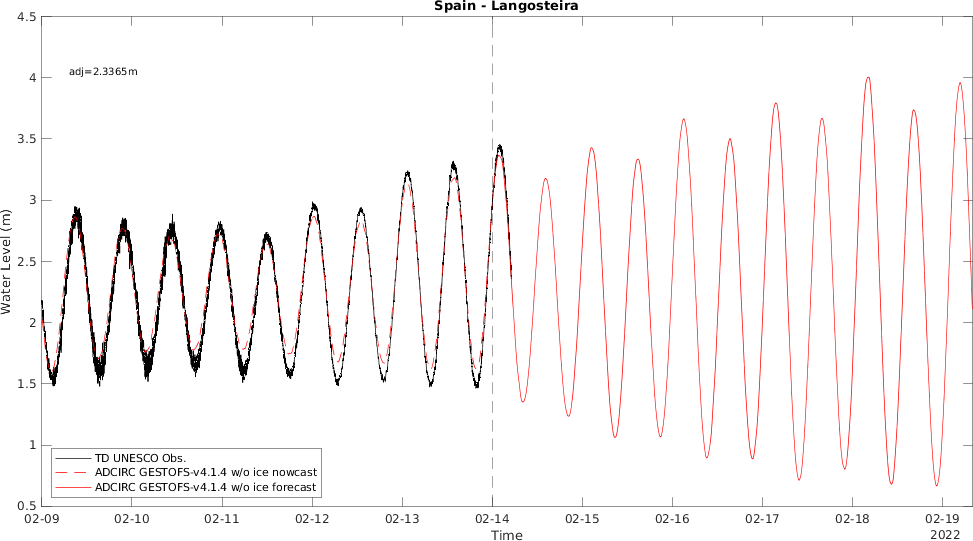 Spain - Langosteira
4.5
4
3.5
3
2.5
2
1.5
1
0.5
Water Level (m)
adj=2.3365m
TD UNESCO Obs.
ADCIRC GESTOFS-v4.1.4 w/o ice nowcast
ADCIRC GESTOFS-v4.1.4 w/o ice forecast
02-09 02-10 02-11 02-12 02-13 02-14 02-15 02-16 02-17 02-18 02-19
Time
2022